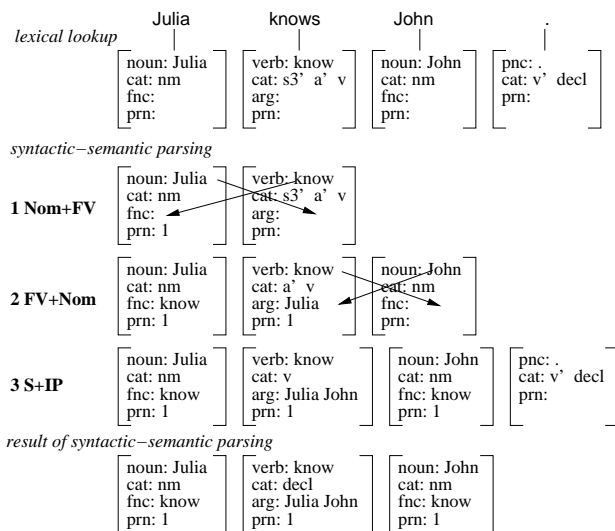 Julia knows John .
lexical lookup
noun: Julia verb: know noun: John pnc: .
cat: nm cat: s3’ a’ v cat: nm cat: v’ decl
fnc: arg: fnc: prn:
prn: prn: prn:
syntactic−semantic parsing
noun: Julia verb: know
cat: nm cat: s3’ a’ v
1 Nom+FV
fnc: arg:
prn: 1 prn:
noun: Julia verb: know noun: John
cat: nm cat: a’ v cat: nm
2 FV+Nom
fnc: know arg: Julia fnc:
prn: 1 prn: 1 prn:
noun: Julia verb: know noun: John pnc: .
cat: nm cat: v cat: nm cat: v’ decl
3 S+IP
fnc: know arg: Julia John fnc: know prn:
prn: 1 prn: 1 prn: 1
result of syntactic−semantic parsing
noun: Julia verb: know noun: John
cat: nm cat: decl cat: nm
fnc: know arg: Julia John fnc: know
prn: 1 prn: 1 prn: 1